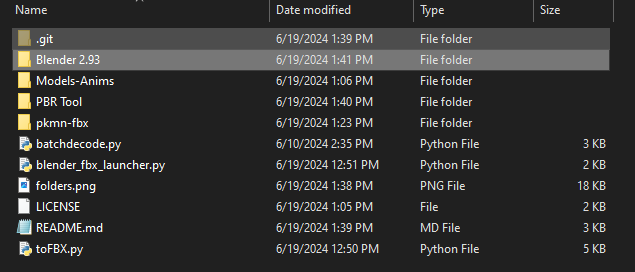 Name Date modified Type Size
.git 6/19/2024 1:39 PM File folder
Blender 2.93 6/19/2024 1:41 PM File folder
Models-Anims 6/19/2024 1:06 PM File folder
PBR Tool 6/19/2024 1:40 PM File folder
pkmn-fbx 6/19/2024 1:23 PM File folder
batchdecode.py 6/10/2024 2:35 PM Python File 3 KB
blender_fbx_launcher.py 6/19/2024 12:51 PM Python File 2 KB
folders.png 6/19/2024 1:38 PM PNG File 18 KB
LICENSE 6/19/2024 1:05 PM File 2 KB
README.md 6/19/2024 1:39 PM MD File 3 KB
toFBX.py 6/19/2024 12:50 PM Python File 5 KB